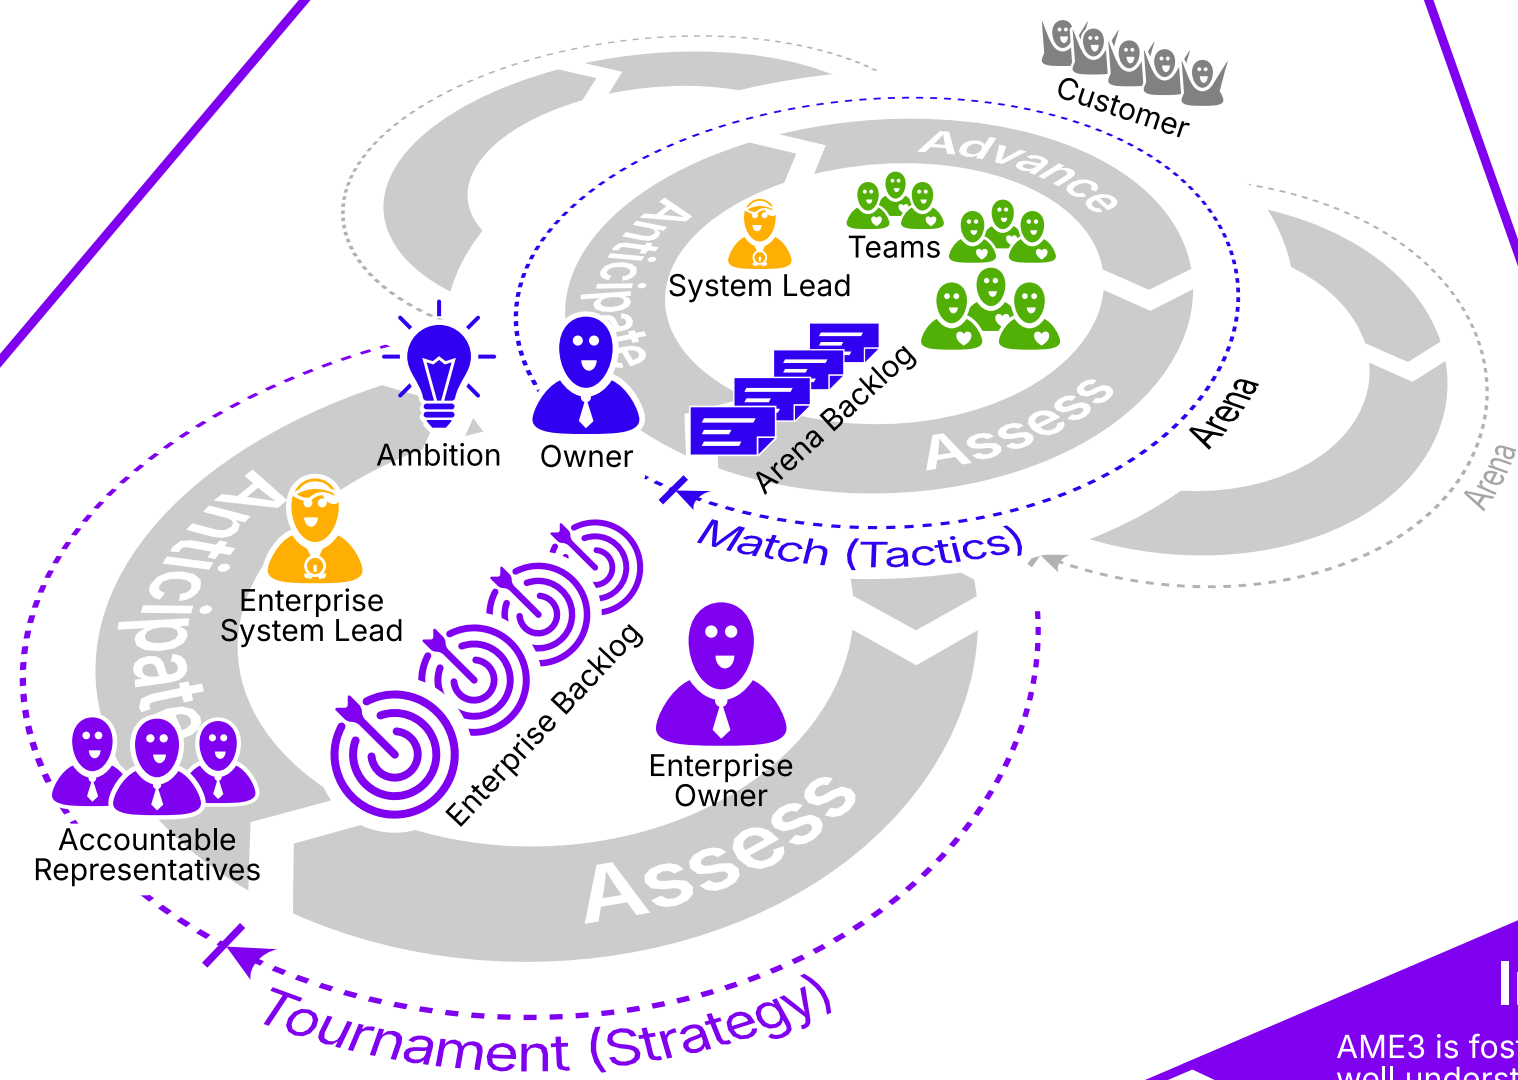 Customer
Advance
Anticipate
System Lead
Teams
Arena Backlog
Assess
Arena
Arena
Ambition
Owner
Match (Tactics)
Anticipate
Enterprise
System Lead
Enterprise Backlog
Enterprise
Owner
Accountable
Representatives
Assess
Tournament (Strategy)
AME3 is